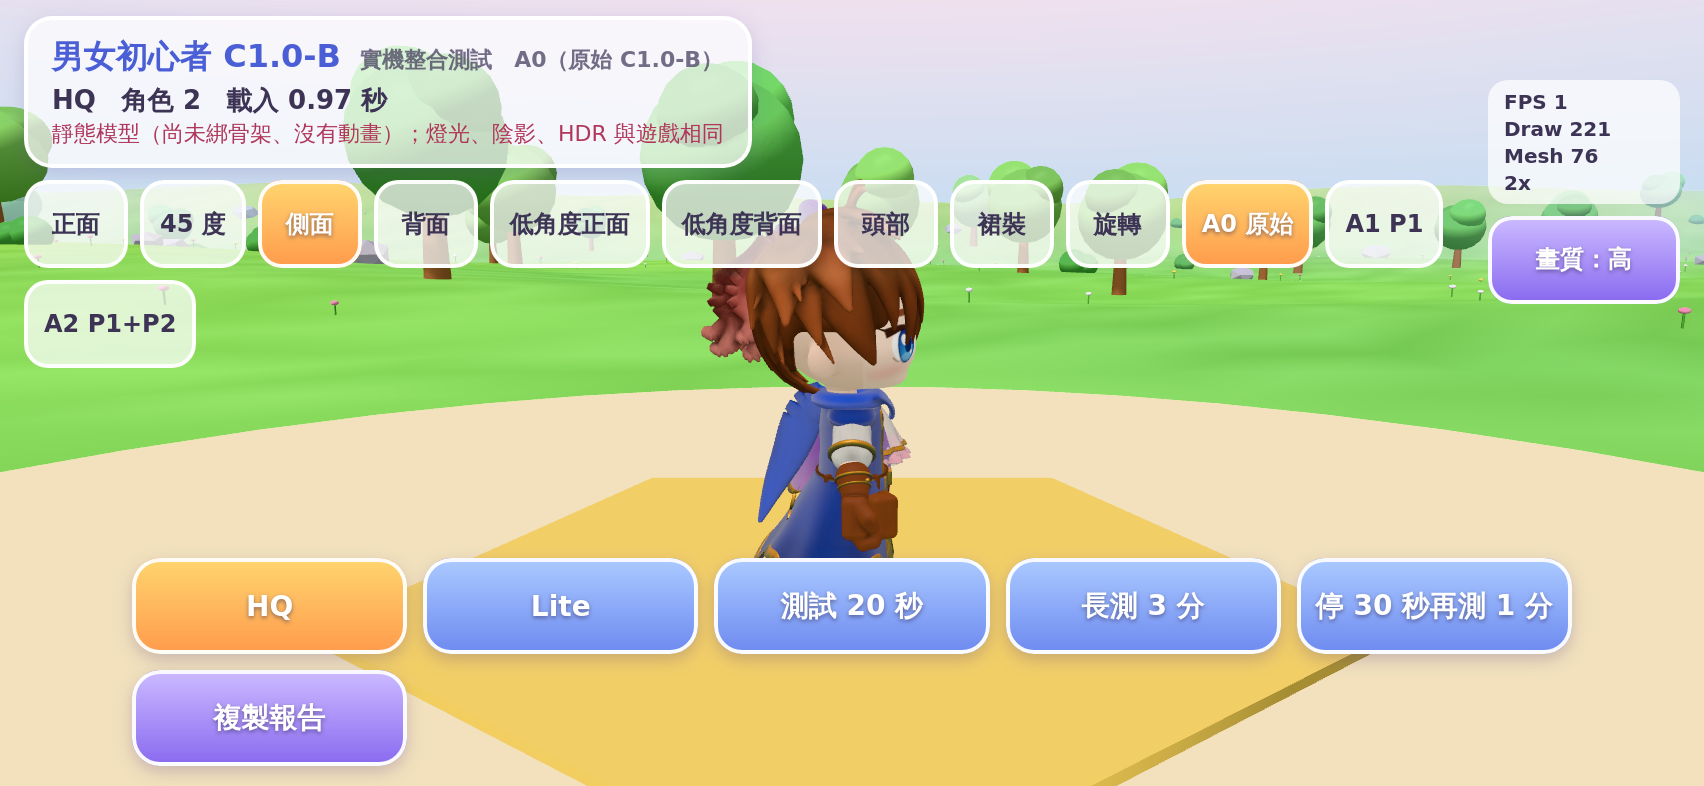 男女初心者 C1.0-B 實機整合測試 A0（原始 C1.0-B）
HQ 角色 2 載入 0.97 秒
靜態模型（尚未綁骨架、沒有動畫）；燈光、陰影、HDR 與遊戲相同
FPS 1
Draw 221
Mesh 76
2x
正面 45 度 側面 背面 低角度正面 低角度背面 頭部 裙裝 旋轉 A0 原始 A1 P1
畫質：高
A2 P1+P2
HQ Lite 測試 20 秒 長測 3 分 停 30 秒再測 1 分
複製報告